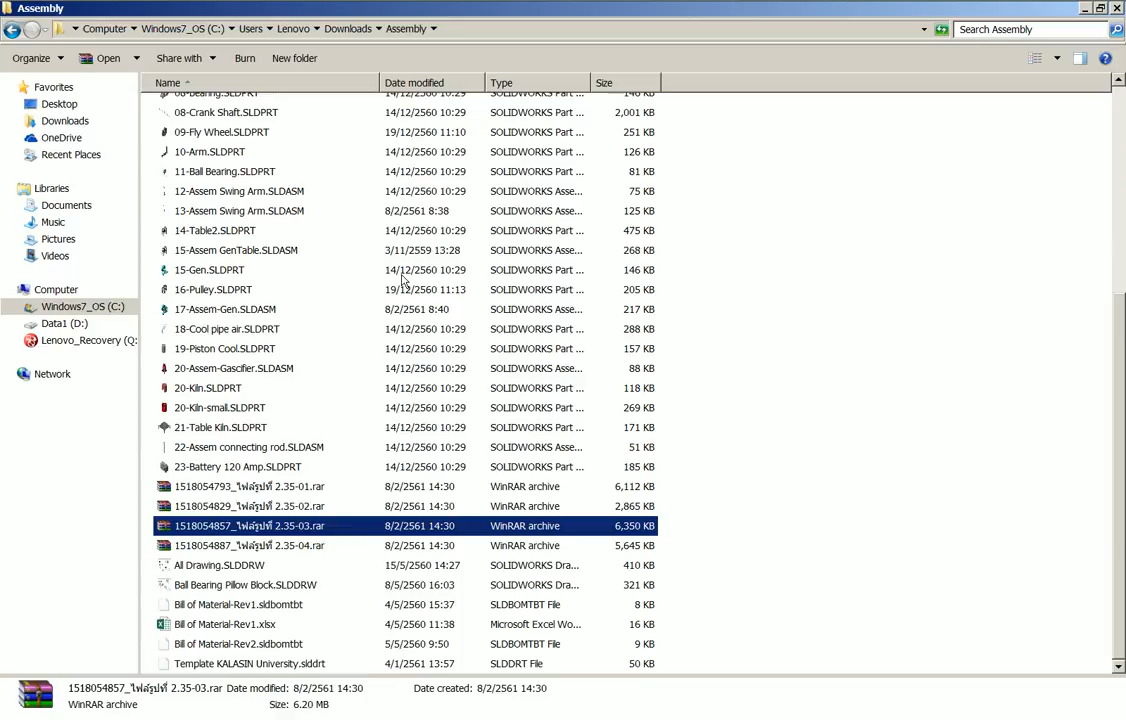 Assembly
Computer Windows7_OS (C:) Users Lenovo Downloads Assembly Search Assembly
Organize Open Share with Burn New folder
Name Date modified Type Size
Favorites
Desktop
Downloads
OneDrive
Recent Places
Libraries
Documents
Music
Pictures
Videos
Computer
Windows7_OS (C:)
Data1 (D:)
Lenovo_Recovery (Q:
Network
08-Bearing.SLDPRT 14/12/2560 10:29 SOLIDWORKS Part ... 146 KB
08-Crank Shaft.SLDPRT 14/12/2560 10:29 SOLIDWORKS Part ... 2,001 KB
09-Fly Wheel.SLDPRT 19/12/2560 11:10 SOLIDWORKS Part ... 251 KB
10-Arm.SLDPRT 14/12/2560 10:29 SOLIDWORKS Part ... 126 KB
11-Ball Bearing.SLDPRT 14/12/2560 10:29 SOLIDWORKS Part ... 81 KB
12-Assem Swing Arm.SLDASM 14/12/2560 10:29 SOLIDWORKS Asse... 75 KB
13-Assem Swing Arm.SLDASM 8/2/2561 8:38 SOLIDWORKS Asse... 125 KB
14-Table2.SLDPRT 14/12/2560 10:29 SOLIDWORKS Part ... 475 KB
15-Assem GenTable.SLDASM 3/11/2559 13:28 SOLIDWORKS Asse... 268 KB
15-Gen.SLDPRT 14/12/2560 10:29 SOLIDWORKS Part ... 146 KB
16-Pulley.SLDPRT 19/12/2560 11:13 SOLIDWORKS Part ... 205 KB
17-Assem-Gen.SLDASM 8/2/2561 8:40 SOLIDWORKS Asse... 217 KB
18-Cool pipe air.SLDPRT 14/12/2560 10:29 SOLIDWORKS Part ... 288 KB
19-Piston Cool.SLDPRT 14/12/2560 10:29 SOLIDWORKS Part ... 157 KB
20-Assem-Gascifier.SLDASM 14/12/2560 10:29 SOLIDWORKS Asse... 88 KB
20-Kiln.SLDPRT 14/12/2560 10:29 SOLIDWORKS Part ... 118 KB
20-Kiln-small.SLDPRT 14/12/2560 10:29 SOLIDWORKS Part ... 269 KB
21-Table Kiln.SLDPRT 14/12/2560 10:29 SOLIDWORKS Part ... 171 KB
22-Assem connecting rod.SLDASM 14/12/2560 10:29 SOLIDWORKS Asse... 51 KB
23-Battery 120 Amp.SLDPRT 14/12/2560 10:29 SOLIDWORKS Part ... 185 KB
1518054793_ไฟล์รูปที่ 2.35-01.rar 8/2/2561 14:30 WinRAR archive 6,112 KB
1518054829_ไฟล์รูปที่ 2.35-02.rar 8/2/2561 14:30 WinRAR archive 2,865 KB
1518054857_ไฟล์รูปที่ 2.35-03.rar 8/2/2561 14:30 WinRAR archive 6,350 KB
1518054887_ไฟล์รูปที่ 2.35-04.rar 8/2/2561 14:30 WinRAR archive 5,645 KB
All Drawing.SLDDRW 15/5/2560 14:27 SOLIDWORKS Dra... 410 KB
Ball Bearing Pillow Block.SLDDRW 8/5/2560 16:03 SOLIDWORKS Dra... 321 KB
Bill of Material-Rev1.sldbomtbt 4/5/2560 15:37 SLDBOMTBT File 8 KB
Bill of Material-Rev1.xlsx 4/5/2560 11:38 Microsoft Excel Wo... 16 KB
Bill of Material-Rev2.sldbomtbt 5/5/2560 9:50 SLDBOMTBT File 9 KB
Template KALASIN University.slddrt 4/1/2561 13:57 SLDDRT File 50 KB
1518054857_ไฟล์รูปที่ 2.35-03.rar Date modified: 8/2/2561 14:30 Date created: 8/2/2561 14:30
WinRAR archive Size: 6.20 MB